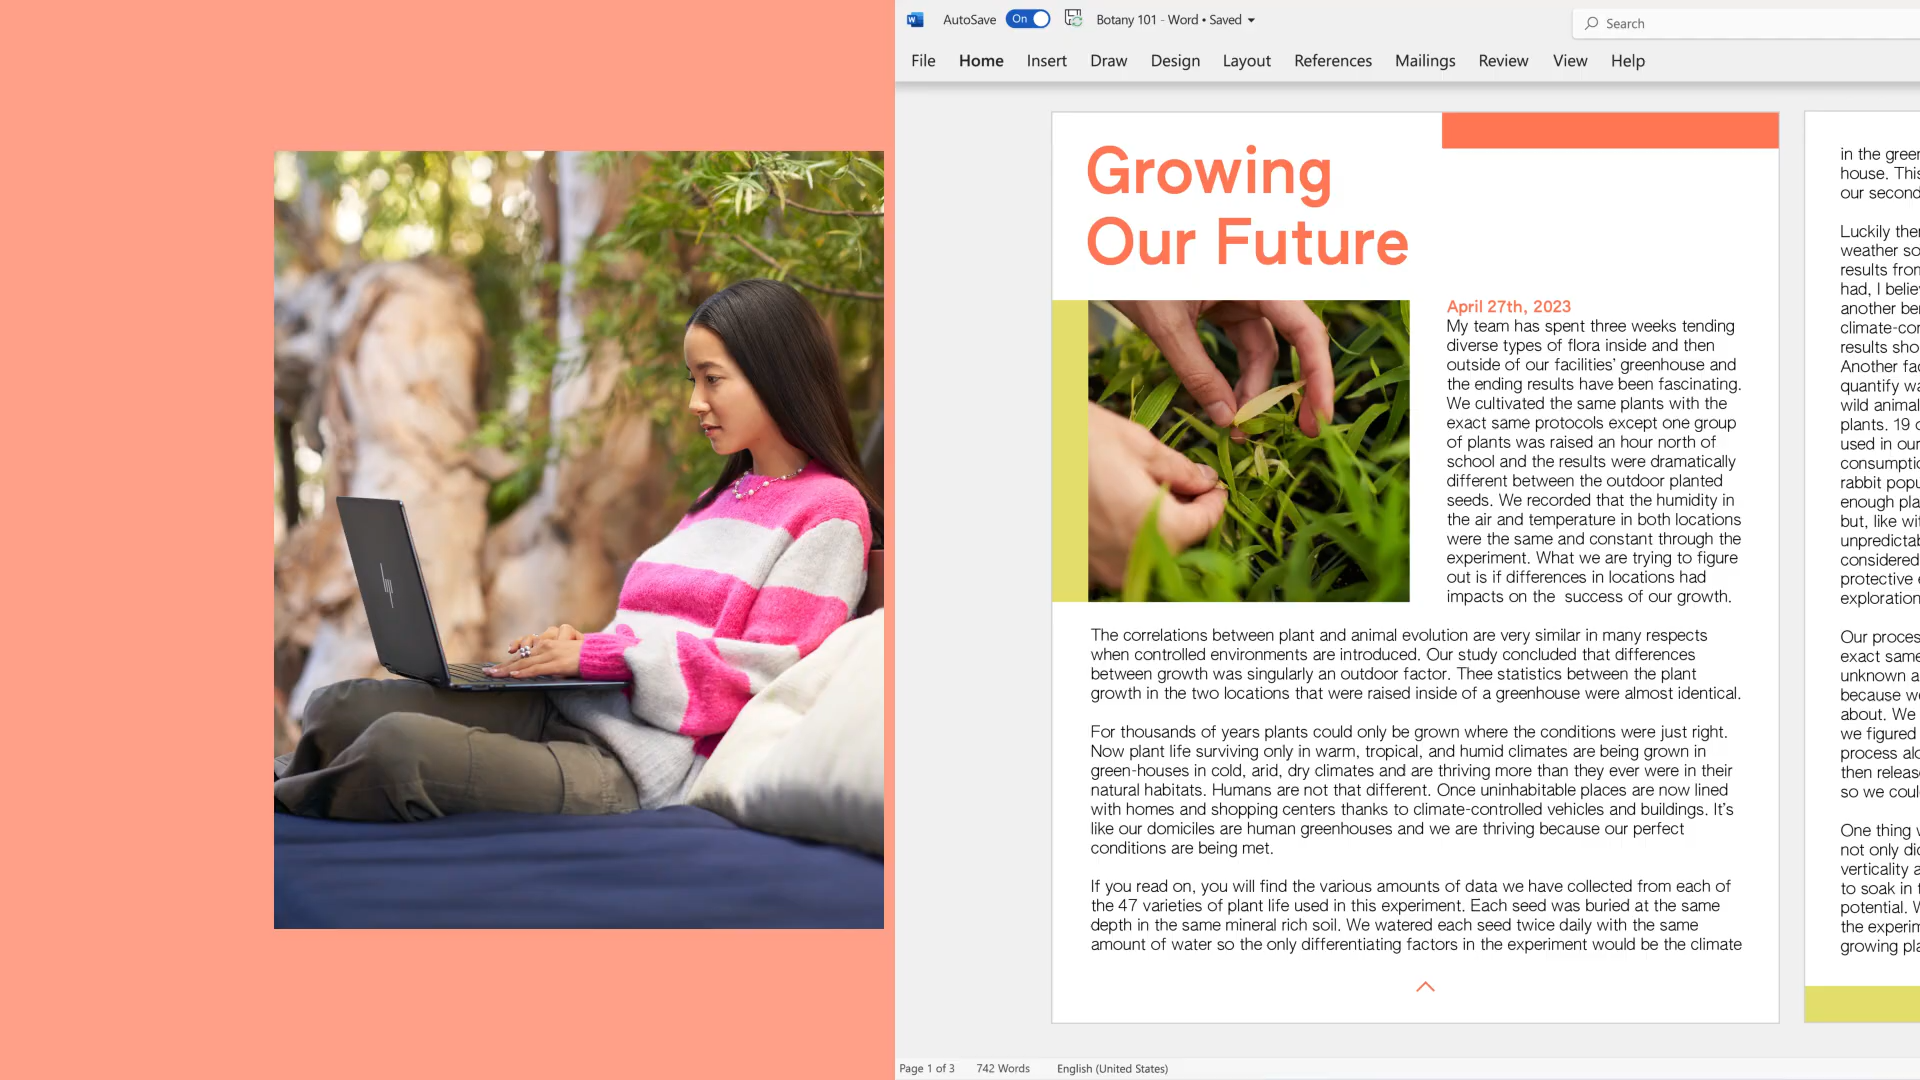 AutoSave On Botany 101 - Word • Saved
Search
File Home Insert Draw Design Layout References Mailings Review View Help
Growing
Our Future
April 27th, 2023
My team has spent three weeks tending
diverse types of flora inside and then
outside of our facilities’ greenhouse and
the ending results have been fascinating.
We cultivated the same plants with the
exact same protocols except one group
of plants was raised an hour north of
school and the results were dramatically
different between the outdoor planted
seeds. We recorded that the humidity in
the air and temperature in both locations
were the same and constant through the
experiment. What we are trying to figure
out is if differences in locations had
impacts on the success of our growth.
The correlations between plant and animal evolution are very similar in many respects
when controlled environments are introduced. Our study concluded that differences
between growth was singularly an outdoor factor. Thee statistics between the plant
growth in the two locations that were raised inside of a greenhouse were almost identical.
For thousands of years plants could only be grown where the conditions were just right.
Now plant life surviving only in warm, tropical, and humid climates are being grown in
green-houses in cold, arid, dry climates and are thriving more than they ever were in their
natural habitats. Humans are not that different. Once uninhabitable places are now lined
with homes and shopping centers thanks to climate-controlled vehicles and buildings. It’s
like our domiciles are human greenhouses and we are thriving because our perfect
conditions are being met.
If you read on, you will find the various amounts of data we have collected from each of
the 47 varieties of plant life used in this experiment. Each seed was buried at the same
depth in the same mineral rich soil. We watered each seed twice daily with the same
amount of water so the only differentiating factors in the experiment would be the climate
in the
house. This
our second
Luckily
weather
results
had, I
another
results
Another
quantify
wild animal
plants. 19
used in our
rabbit
enough
but, like
considered
protective
exploration
Our
exact same
unknown
because
about. We
we figured
process
then
so we
One thing
not only
verticality
to soak in
potential.
the
growing
Page 1 of 3 742 Words English (United States)
hp